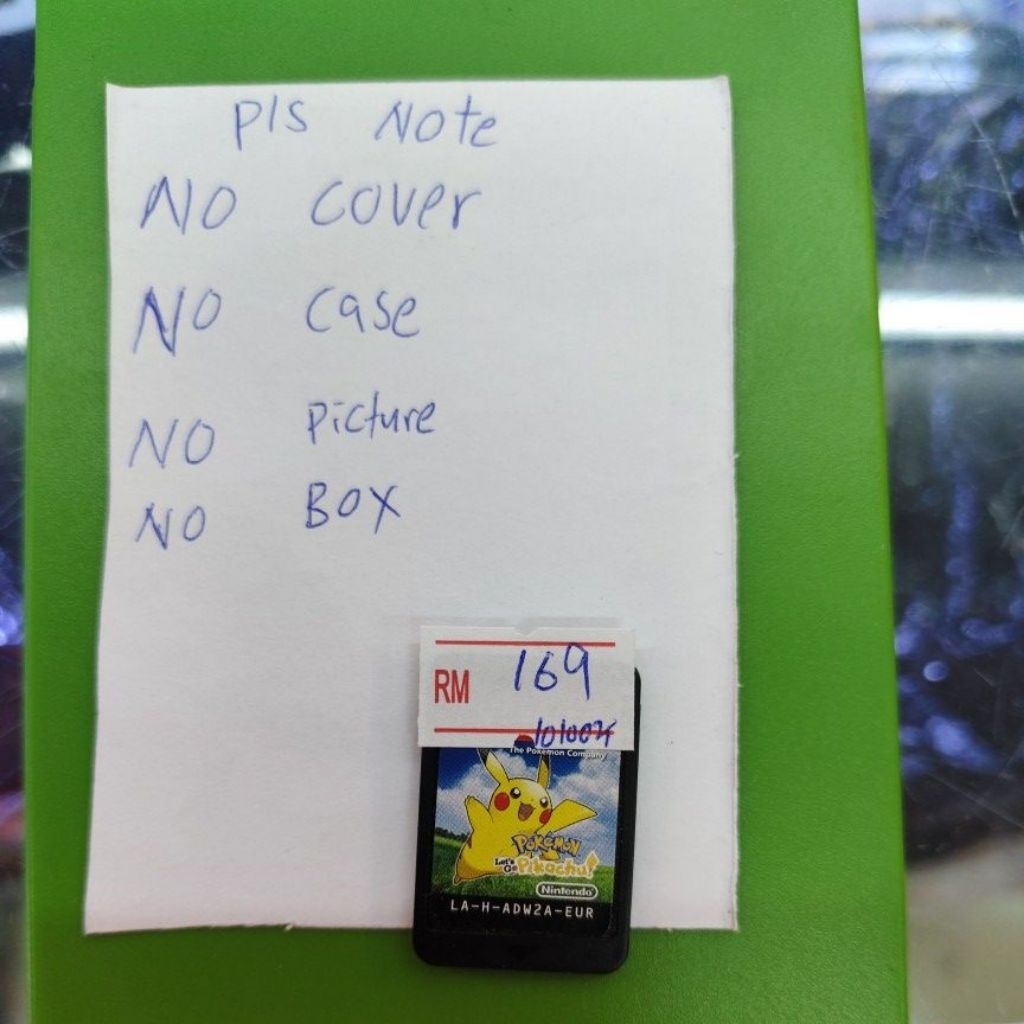 Pls Note
NO cover
NO case
NO picture
NO BOX
RM 169
The Pokémon Company
POKÉMON
Let's Go Pikachu!
Nintendo
LA-H-ADW2A-EUR